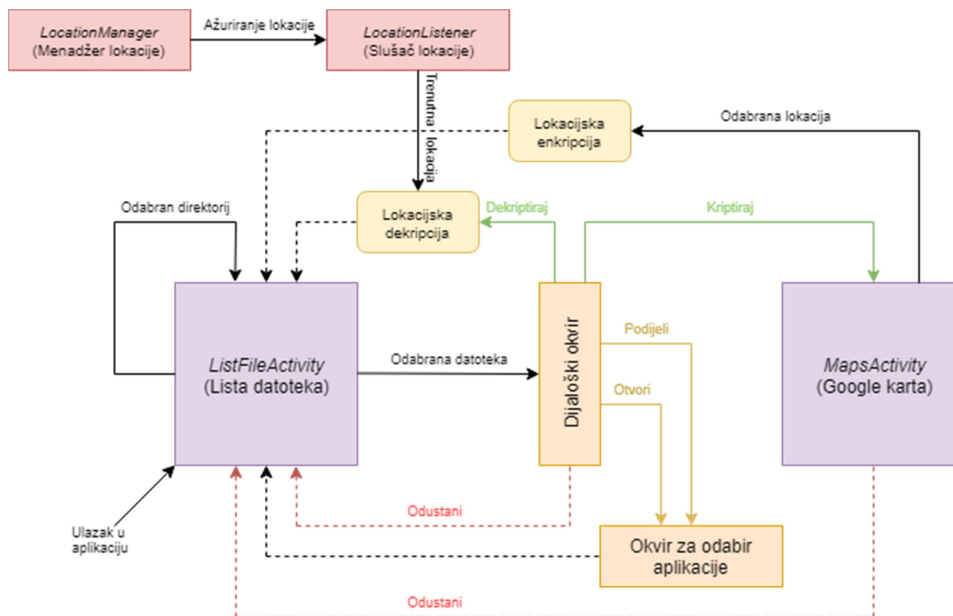 LocationManager
(Menadžer lokacije)
Ažuriranje lokacije
LocationListener
(Slušač lokacije)
Trenutna lokacija
Lokacijska
enkripcija
Odabrana lokacija
Odabran direktorij
Lokacijska
dekripcija
Dekriptiraj
Kriptiraj
ListFileActivity
(Lista datoteka)
Odabrana datoteka
Dijaloški okvir
Podijeli
Otvori
MapsActivity
(Google karta)
Ulazak u
aplikaciju
Odustani
Okvir za odabir
aplikacije
Odustani